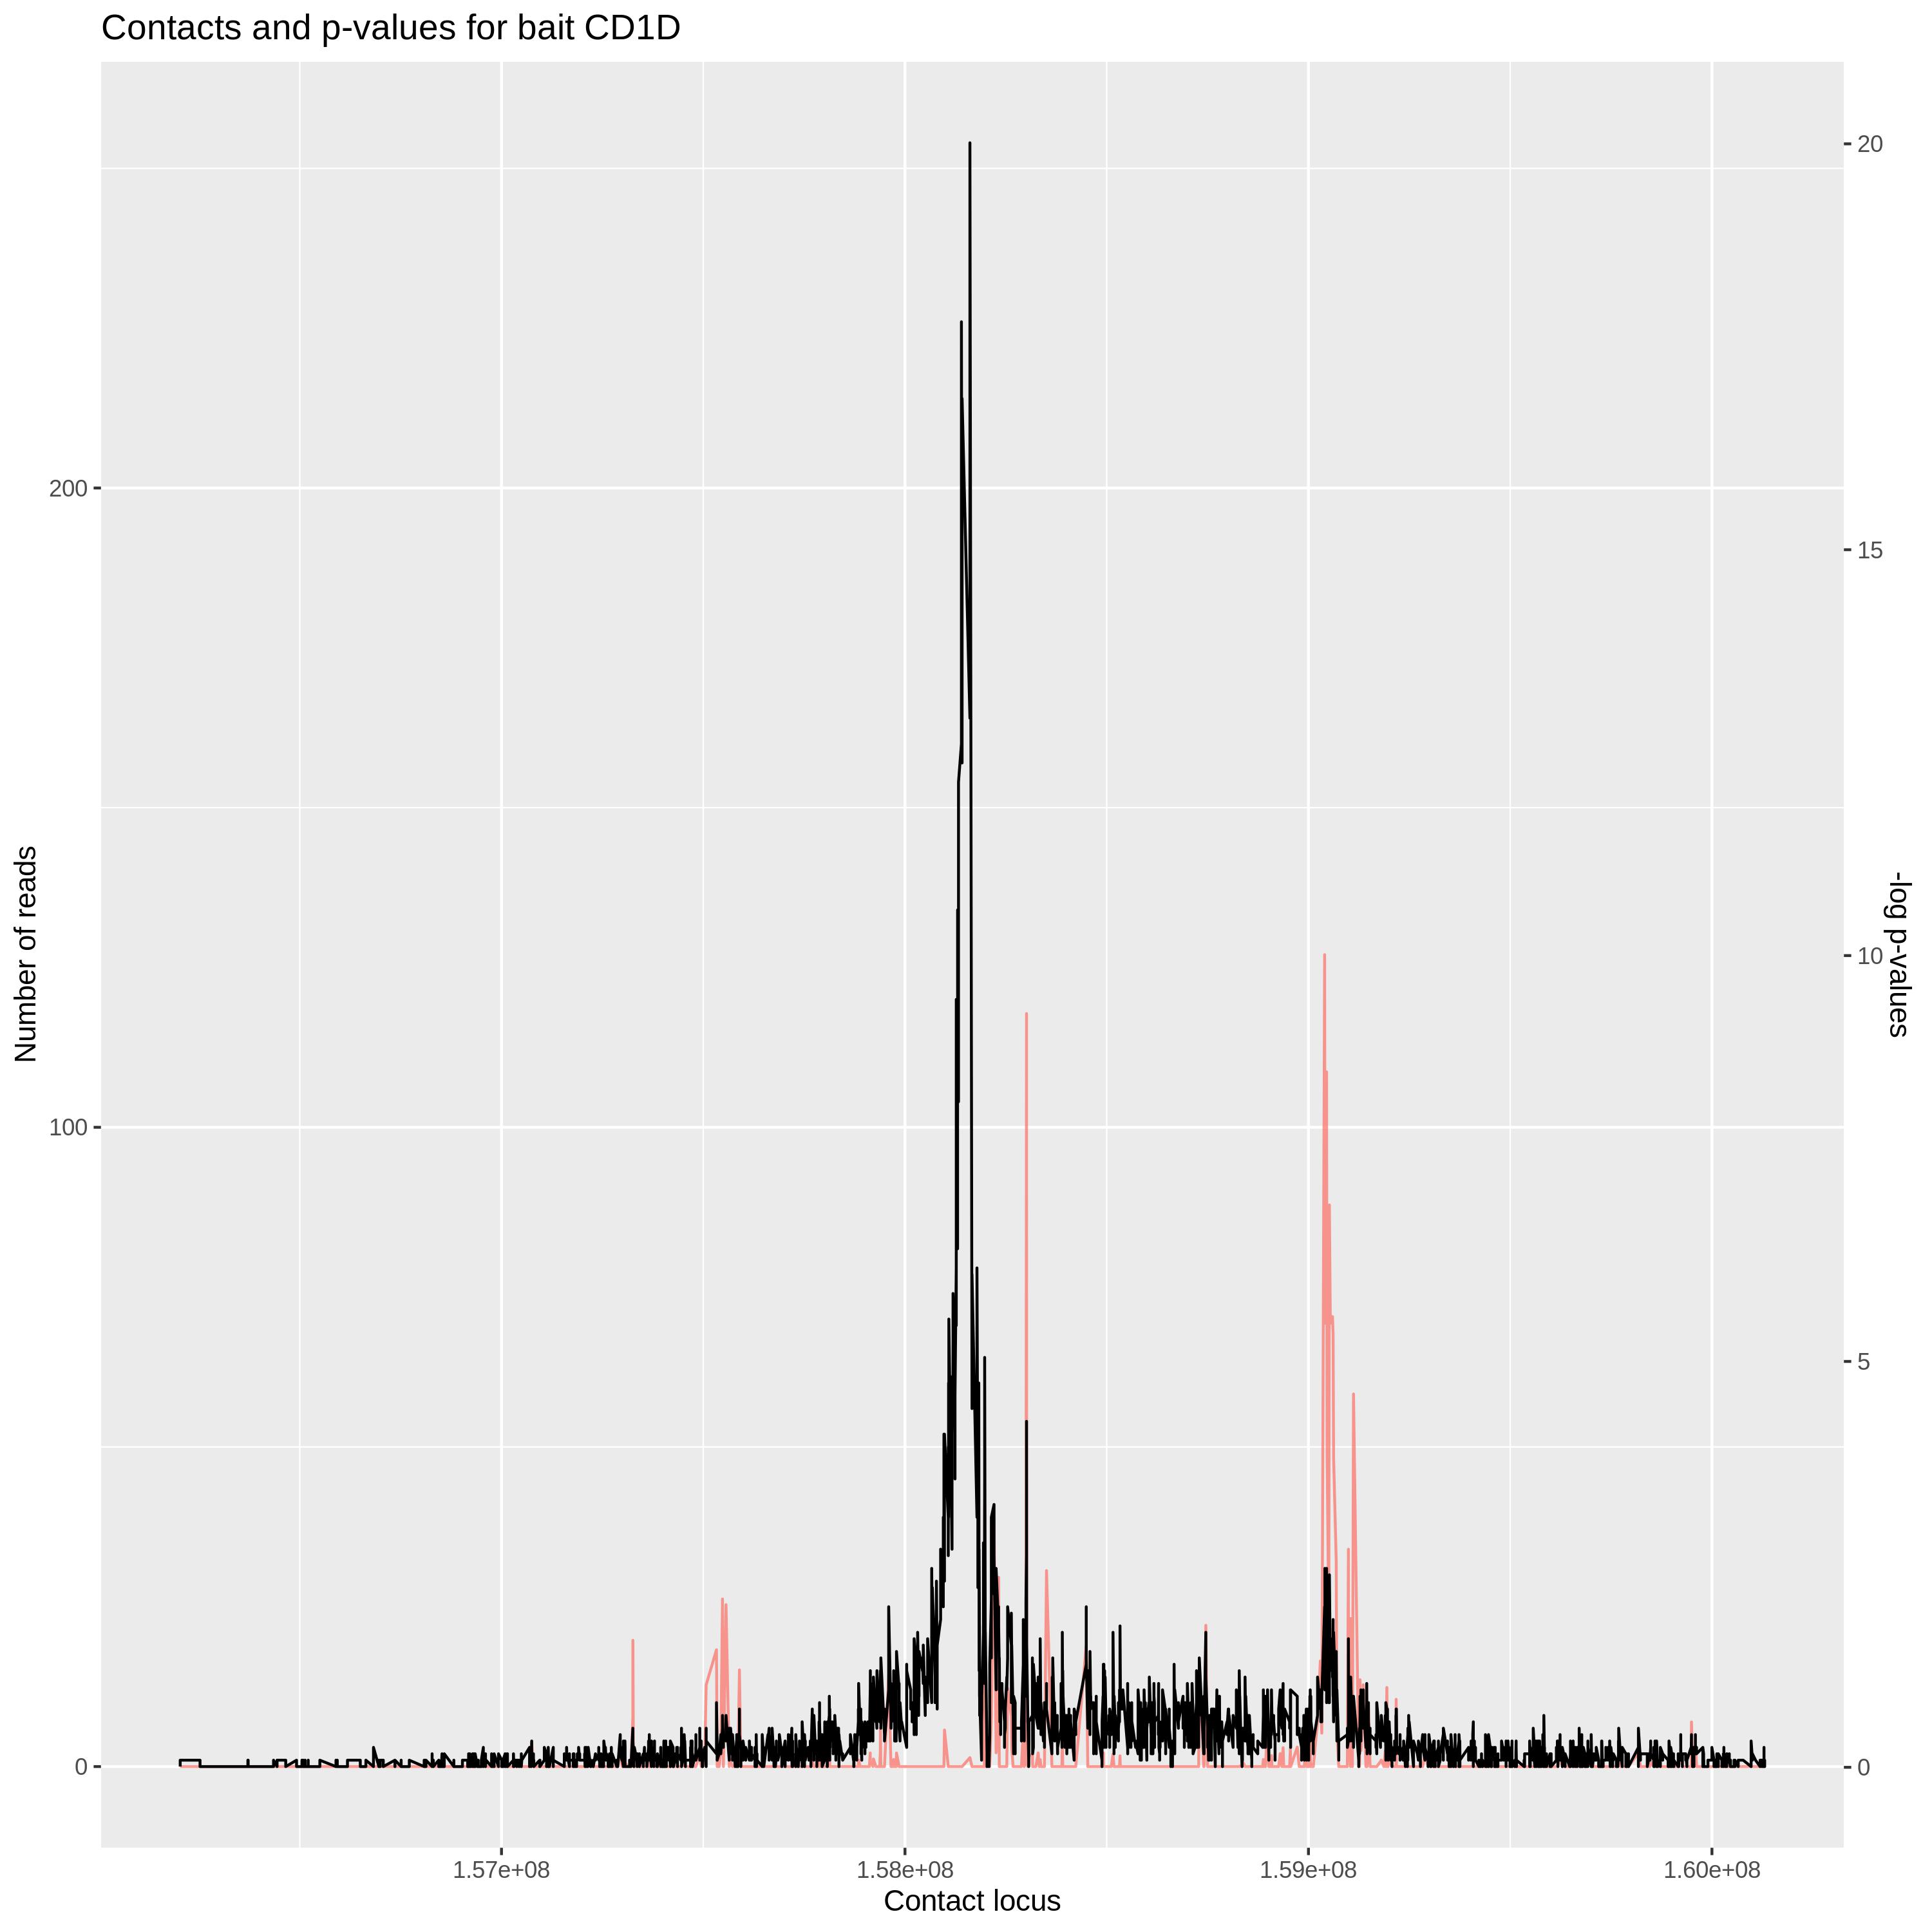 Contacts and p-values for bait CD1D
Number of reads
200
100
0
20
15
10
5
0
-log p-values
1.57e+08
1.58e+08
1.59e+08
1.60e+08
Contact locus